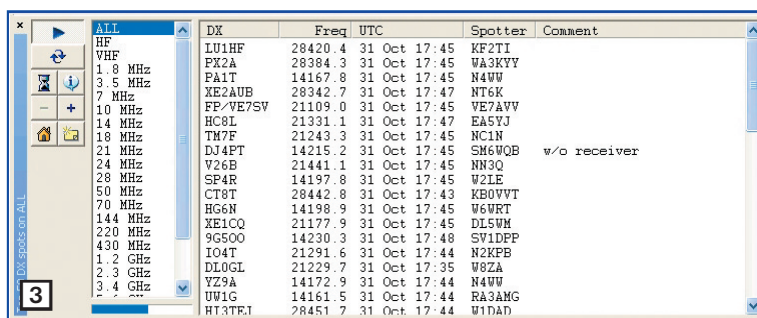 DX Freq UTC Spotter Comment
ALL
HF
VHF
1.8 MHz
3.5 MHz
7 MHz
10 MHz
14 MHz
18 MHz
21 MHz
24 MHz
28 MHz
50 MHz
70 MHz
144 MHz
220 MHz
430 MHz
1.2 GHz
2.3 GHz
3.4 GHz
LU1HF 28420.4 31 Oct 17:45 KF2TI
PX2A 28384.3 31 Oct 17:45 WA3KYY
PA1T 14167.8 31 Oct 17:45 N4WW
XE2AUB 28342.7 31 Oct 17:47 NT6K
FP/VE7SV 21109.0 31 Oct 17:45 VE7AVV
HC8L 21331.1 31 Oct 17:47 EA5YJ
TM7F 21243.3 31 Oct 17:45 NC1N
DJ4PT 14215.2 31 Oct 17:45 SM6WQB w/o receiver
V26B 21441.1 31 Oct 17:45 NN3Q
SP4R 14197.8 31 Oct 17:45 W2LE
CT8T 28442.8 31 Oct 17:43 KB0VVT
HG6N 14198.9 31 Oct 17:45 W6WRT
XE1CQ 21177.9 31 Oct 17:45 DL5WM
9G5OO 14230.3 31 Oct 17:48 SV1DPP
IO4T 21291.6 31 Oct 17:44 N2KPB
DL0GL 21229.7 31 Oct 17:35 W8ZA
YZ9A 14172.9 31 Oct 17:44 N4WW
UW1G 14161.5 31 Oct 17:44 RA3AMG
HI3TEJ 28451.7 31 Oct 17:44 W1DAD
DX spots on ALL
3